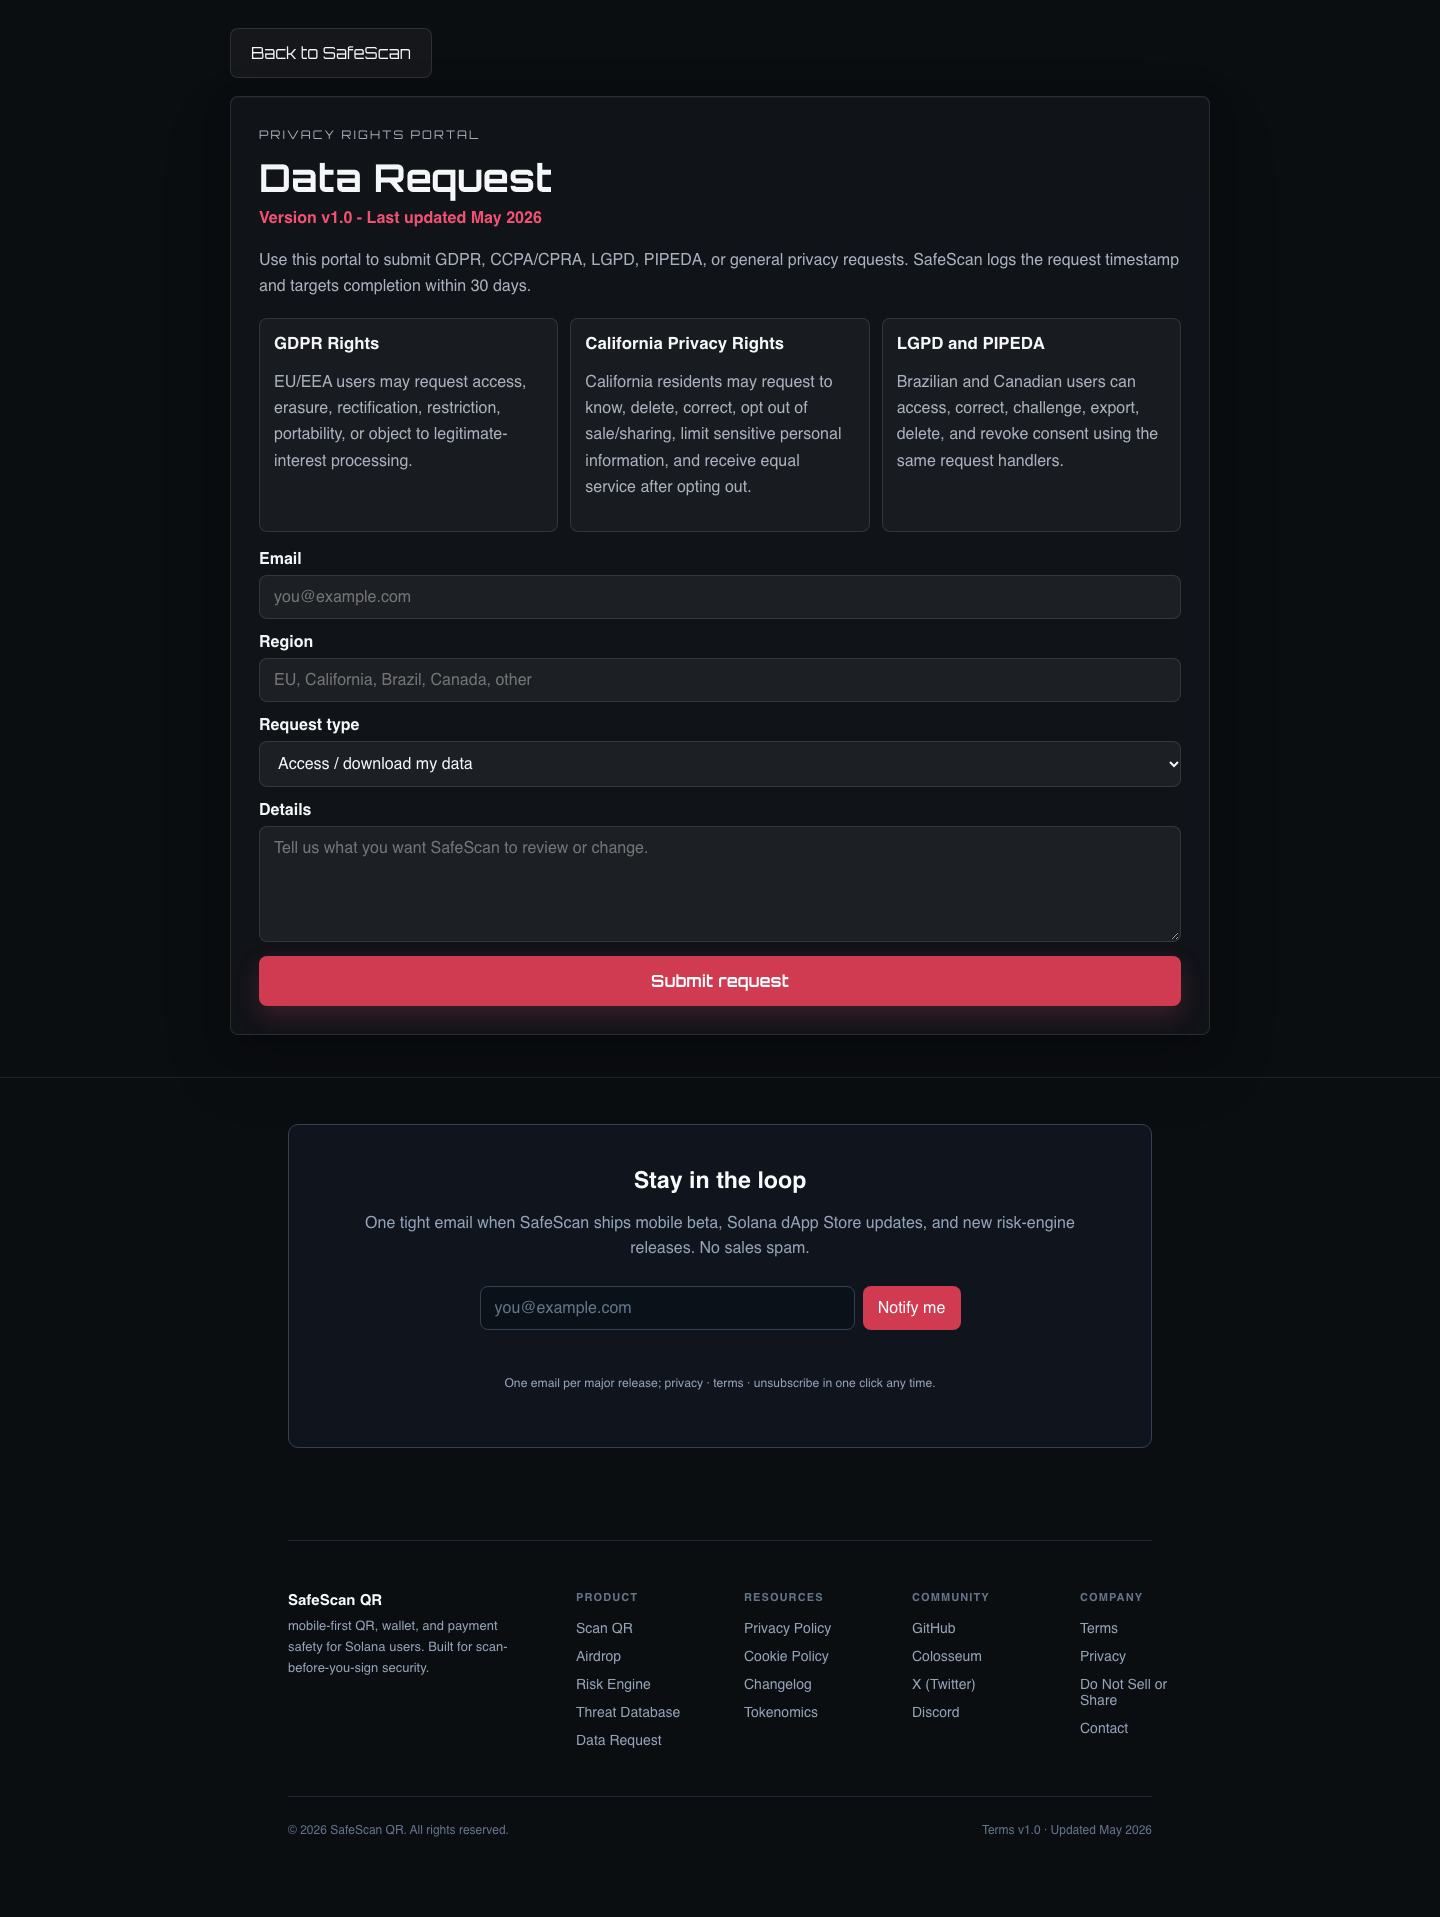 Back to SafeScan
PRIVACY RIGHTS PORTAL
Data Request
Version v1.0 - Last updated May 2026
Use this portal to submit GDPR, CCPA/CPRA, LGPD, PIPEDA, or general privacy requests. SafeScan logs the request timestamp
and targets completion within 30 days.
GDPR Rights
EU/EEA users may request access,
erasure, rectification, restriction,
portability, or object to legitimate-
interest processing.
California Privacy Rights
California residents may request to
know, delete, correct, opt out of
sale/sharing, limit sensitive personal
information, and receive equal
service after opting out.
LGPD and PIPEDA
Brazilian and Canadian users can
access, correct, challenge, export,
delete, and revoke consent using the
same request handlers.
Email
you@example.com
Region
EU, California, Brazil, Canada, other
Request type
Access / download my data
Details
Tell us what you want SafeScan to review or change.
Submit request
Stay in the loop
One tight email when SafeScan ships mobile beta, Solana dApp Store updates, and new risk-engine
releases. No sales spam.
you@example.com
Notify me
One email per major release; privacy · terms · unsubscribe in one click any time.
SafeScan QR
mobile-first QR, wallet, and payment
safety for Solana users. Built for scan-
before-you-sign security.
PRODUCT
Scan QR
Airdrop
Risk Engine
Threat Database
Data Request
RESOURCES
Privacy Policy
Cookie Policy
Changelog
Tokenomics
COMMUNITY
GitHub
Colosseum
X (Twitter)
Discord
COMPANY
Terms
Privacy
Do Not Sell or
Share
Contact
© 2026 SafeScan QR. All rights reserved.
Terms v1.0 · Updated May 2026